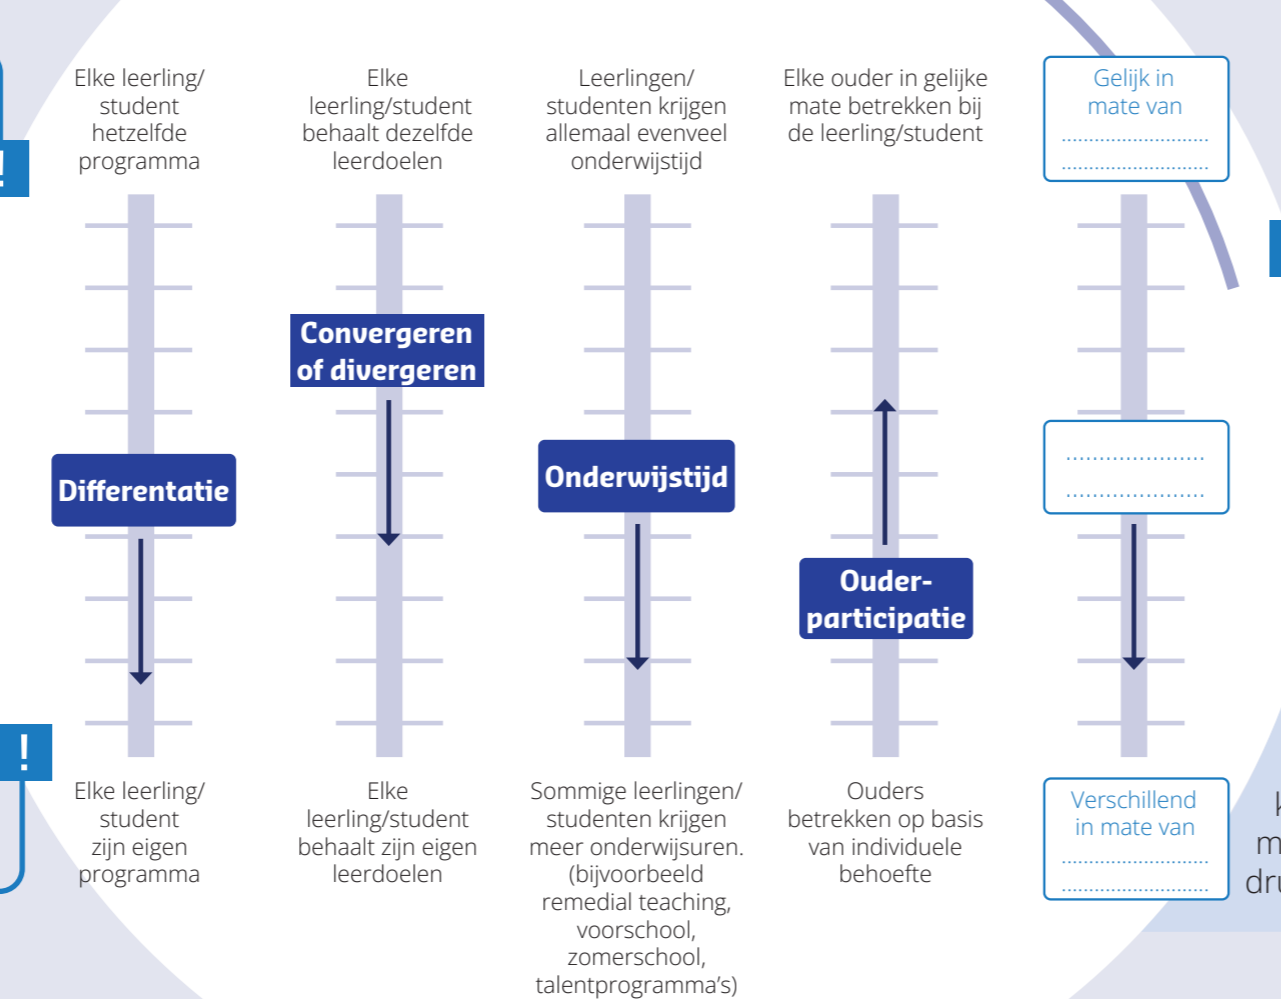 Elke leerling/
student
hetzelfde
programma
Elke
leerling/student
behaalt dezelfde
leerdoelen
Leerlingen/
studenten krijgen
allemaal evenveel
onderwijstijd
Elke ouder in gelijke
mate betrekken bij
de leerling/student
Gelijk in
mate van
..........................
..........................
!
Differentatie
Convergeren
of divergeren
Onderwijstijd
Ouder-
participatie
.....................
.....................
!
Elke leerling/
student
zijn eigen
programma
Elke
leerling/student
behaalt zijn eigen
leerdoelen
Sommige leerlingen/
studenten krijgen
meer onderwijsuren.
(bijvoorbeeld
remedial teaching,
voorschool,
zomerschool,
talentprogramma's)
Ouders
betrekken op basis
van individuele
behoefte
Verschillend
in mate van
..........................
..........................